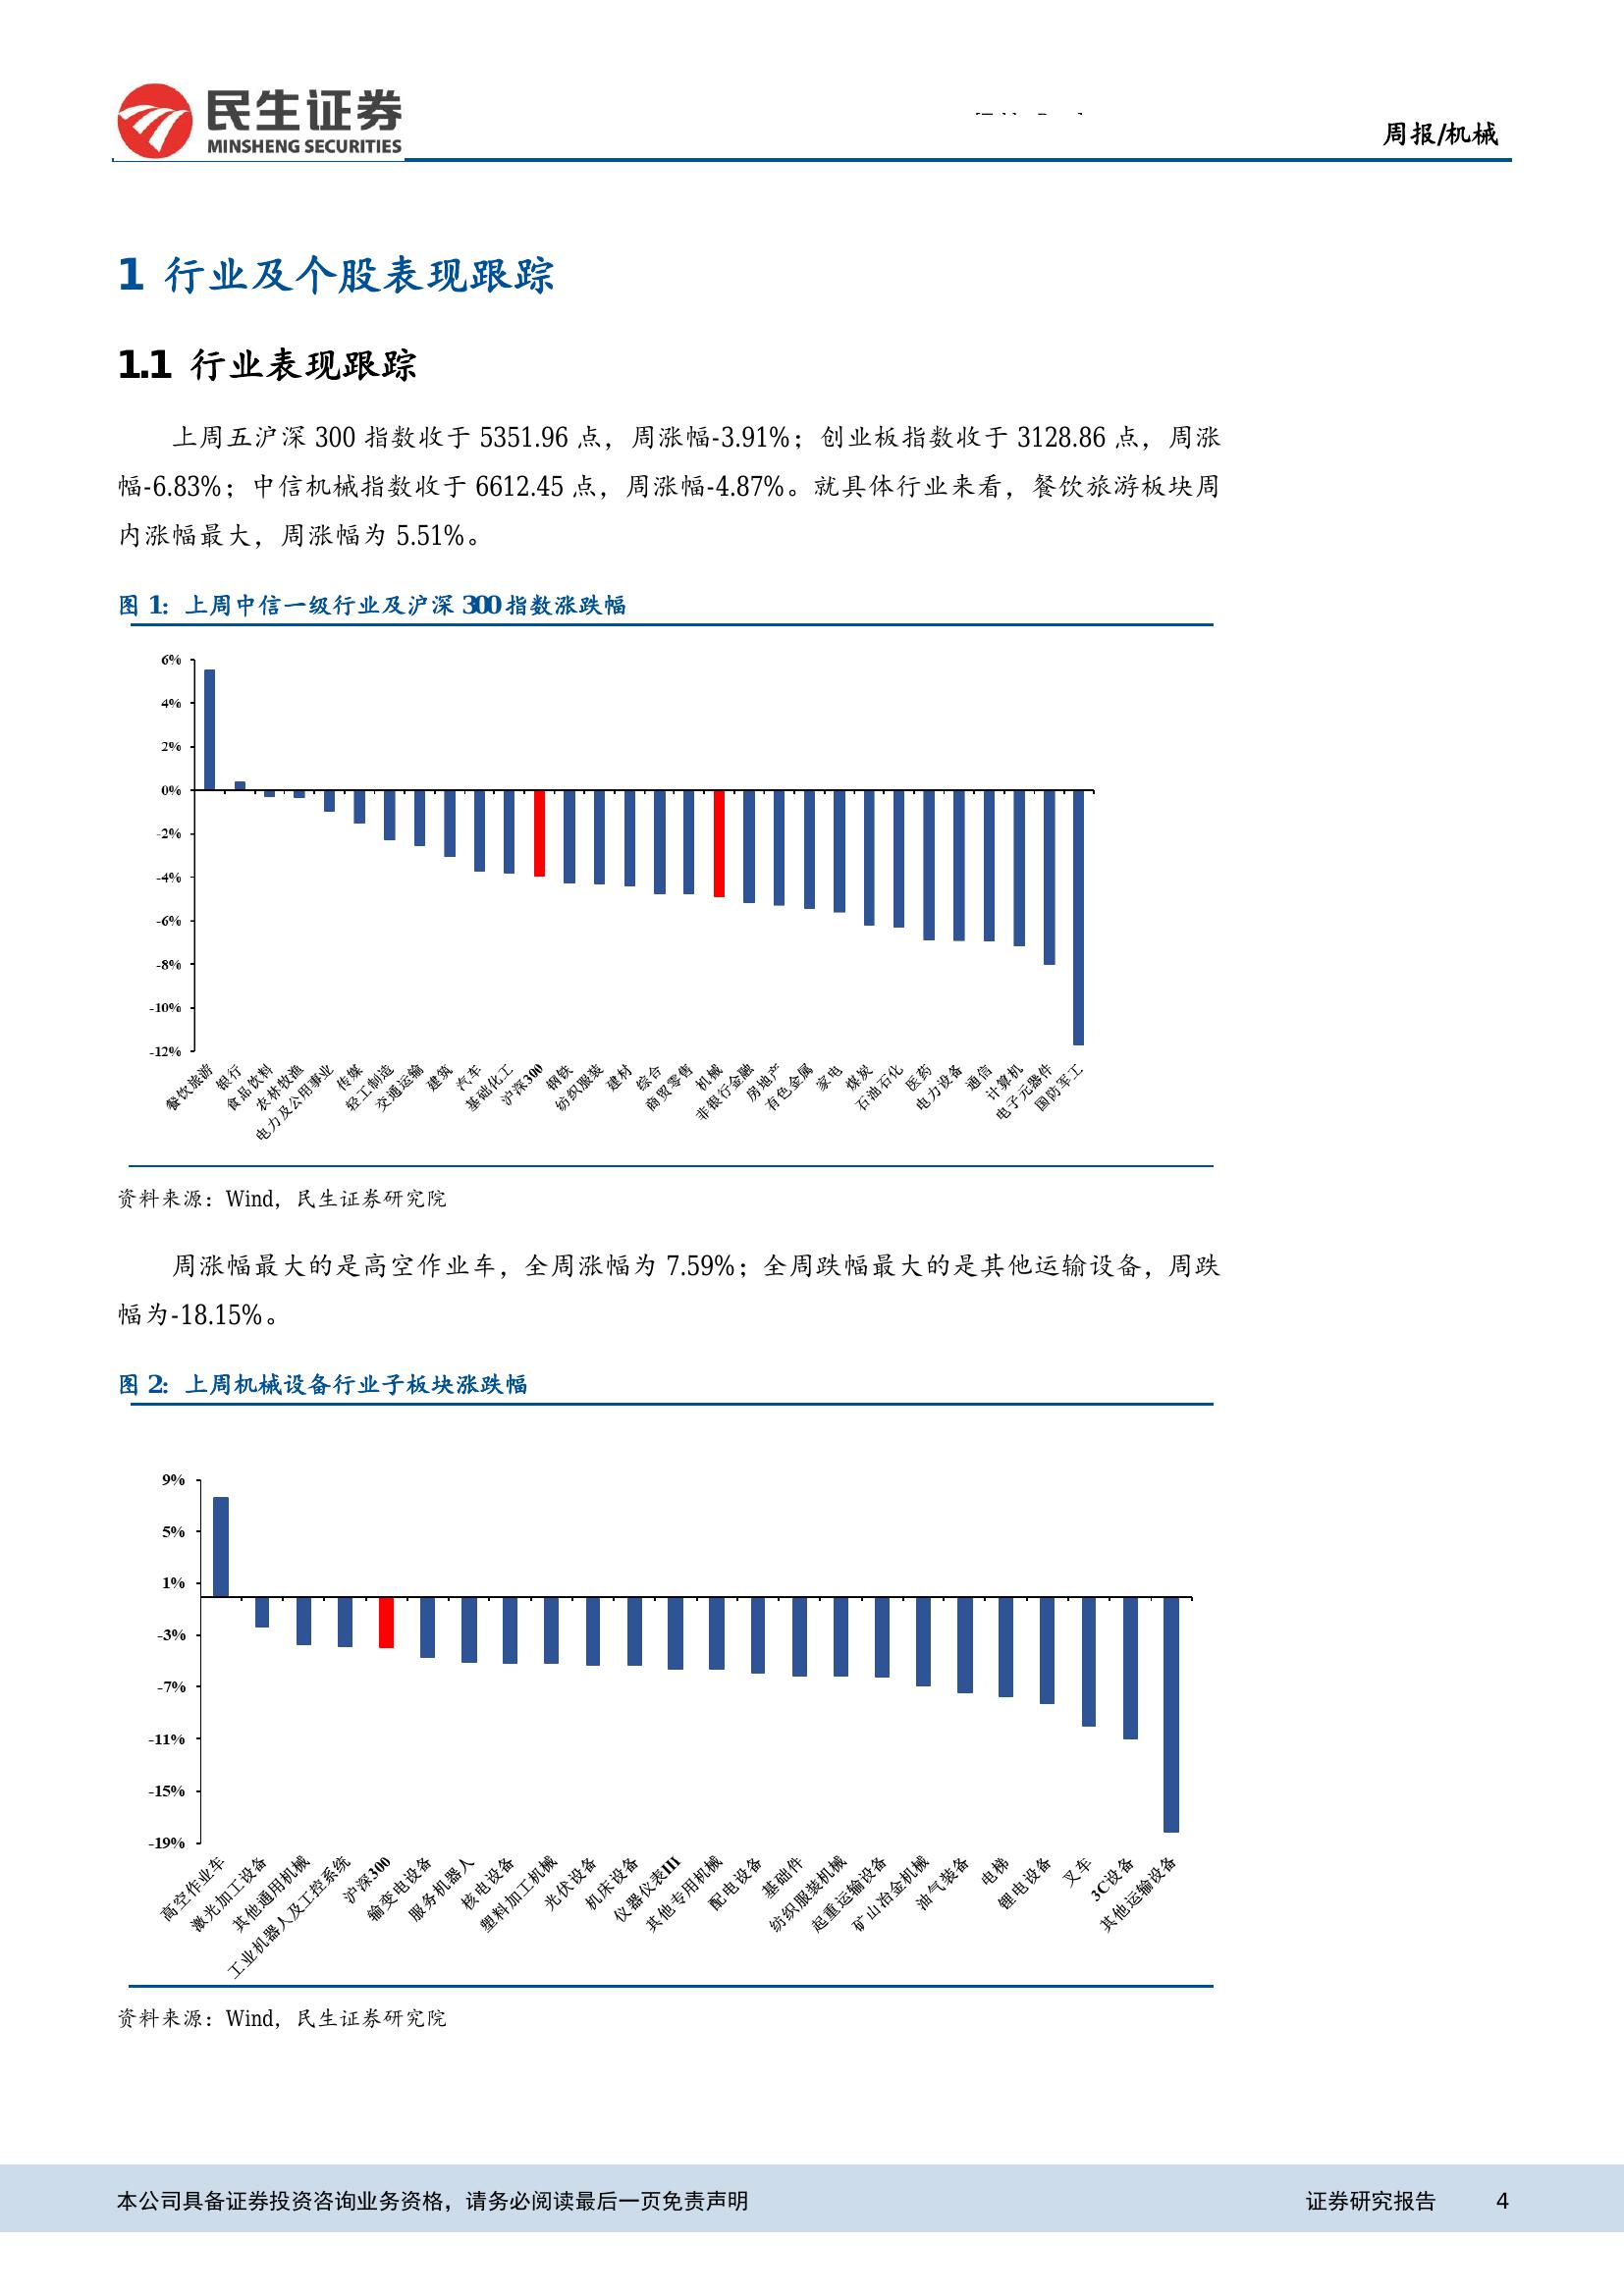 民生证券
MINSHENG SECURITIES
周报/机械
1 行业及个股表现跟踪
1.1 行业表现跟踪
上周五沪深 300 指数收于 5351.96 点，周涨幅-3.91%；创业板指数收于 3128.86 点，周涨
幅-6.83%；中信机械指数收于 6612.45 点，周涨幅-4.87%。就具体行业来看，餐饮旅游板块周
内涨幅最大，周涨幅为 5.51%。
图 1：上周中信一级行业及沪深 300 指数涨跌幅
6%
4%
2%
0%
-2%
-4%
-6%
-8%
-10%
-12%
餐饮旅游
银行
食品饮料
农林牧渔
电力及公用事业
传媒
轻工制造
交通运输
建筑
汽车
基础化工
沪深300
钢铁
纺织服装
建材
综合
商贸零售
机械
非银行金融
房地产
有色金属
家电
煤炭
石油石化
医药
电力设备
通信
计算机
电子元器件
国防军工
资料来源：Wind，民生证券研究院
周涨幅最大的是高空作业车，全周涨幅为 7.59%；全周跌幅最大的是其他运输设备，周跌
幅为-18.15%。
图 2：上周机械设备行业子板块涨跌幅
9%
5%
1%
-3%
-7%
-11%
-15%
-19%
高空作业车
激光加工设备
其他通用机械
工业机器人及工控系统
沪深300
输变电设备
服务机器人
核电设备
塑料加工机械
光伏设备
机床设备
仪器仪表III
其他专用机械
配电设备
基础件
纺织服装机械
起重运输设备
矿山冶金机械
油气装备
电梯
锂电设备
叉车
3C设备
其他运输设备
资料来源：Wind，民生证券研究院
本公司具备证券投资咨询业务资格，请务必阅读最后一页免责声明
证券研究报告 4